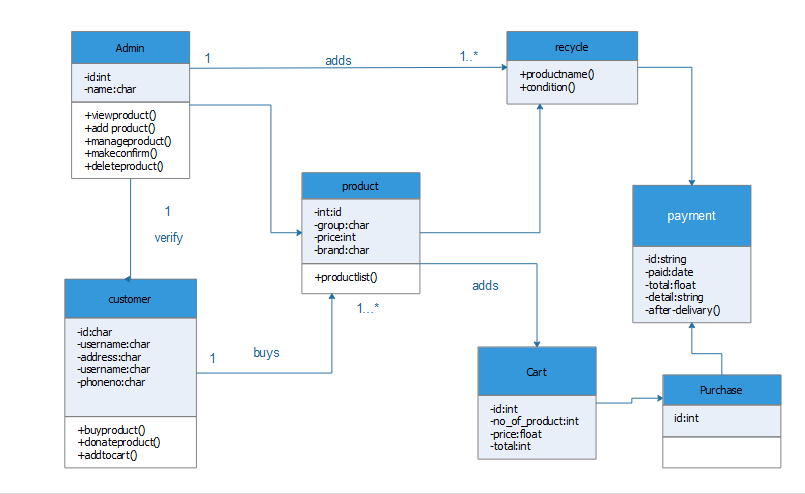 Admin
-id:int
-name:char
+viewproduct()
+add product()
+manageproduct()
+makeconfirm()
+deleteproduct()
1
adds
1..*
recycle
+productname()
+condition()
product
-int:id
-group:char
-price:int
-brand:char
+productlist()
payment
-id:string
-paid:date
-total:float
-detail:string
-after-delivary()
1
verify
customer
-id:char
-username:char
-address:char
-username:char
-phoneno:char
+buyproduct()
+donateproduct()
+addtocart()
1
buys
1...*
adds
Cart
-id:int
-no_of_product:int
-price:float
-total:int
Purchase
id:int